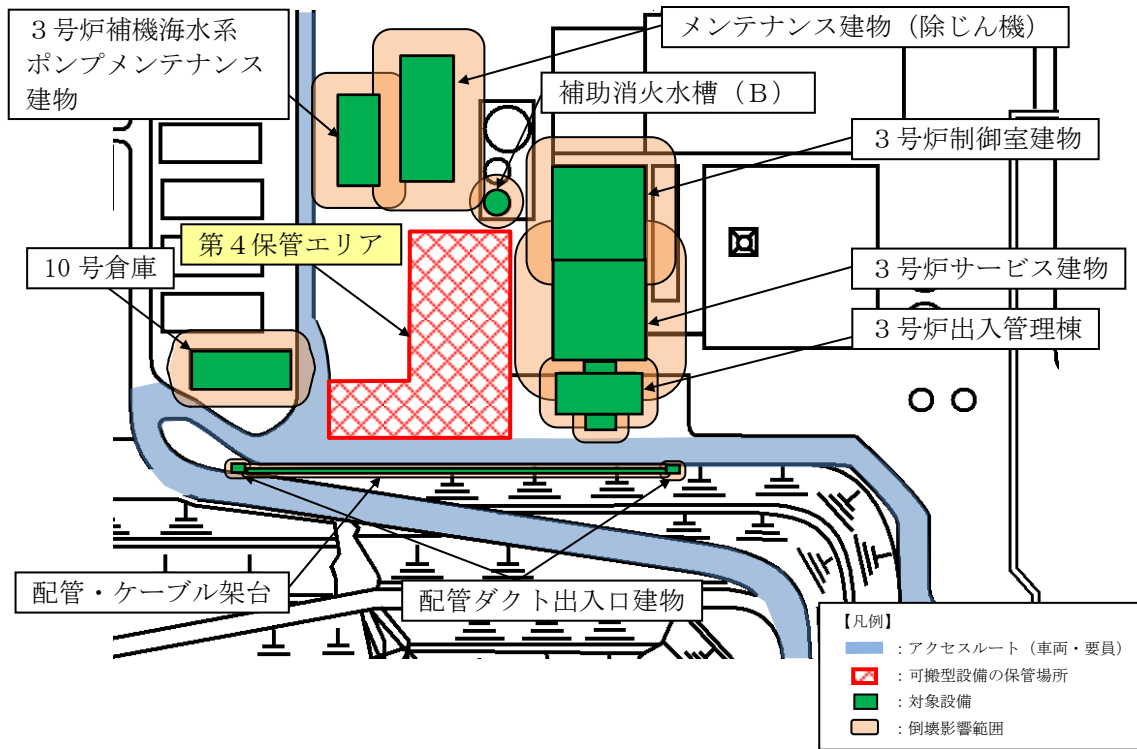 ３号炉補機海水系
ポンプメンテナンス
建物
メンテナンス建物（除じん機）
補助消火水槽（Ｂ）
３号炉制御室建物
第４保管エリア
10 号倉庫
３号炉サービス建物
３号炉出入管理棟
配管・ケーブル架台
配管ダクト出入口建物
【凡例】
：アクセスルート（車両・要員）
：可搬型設備の保管場所
：対象設備
：倒壊影響範囲